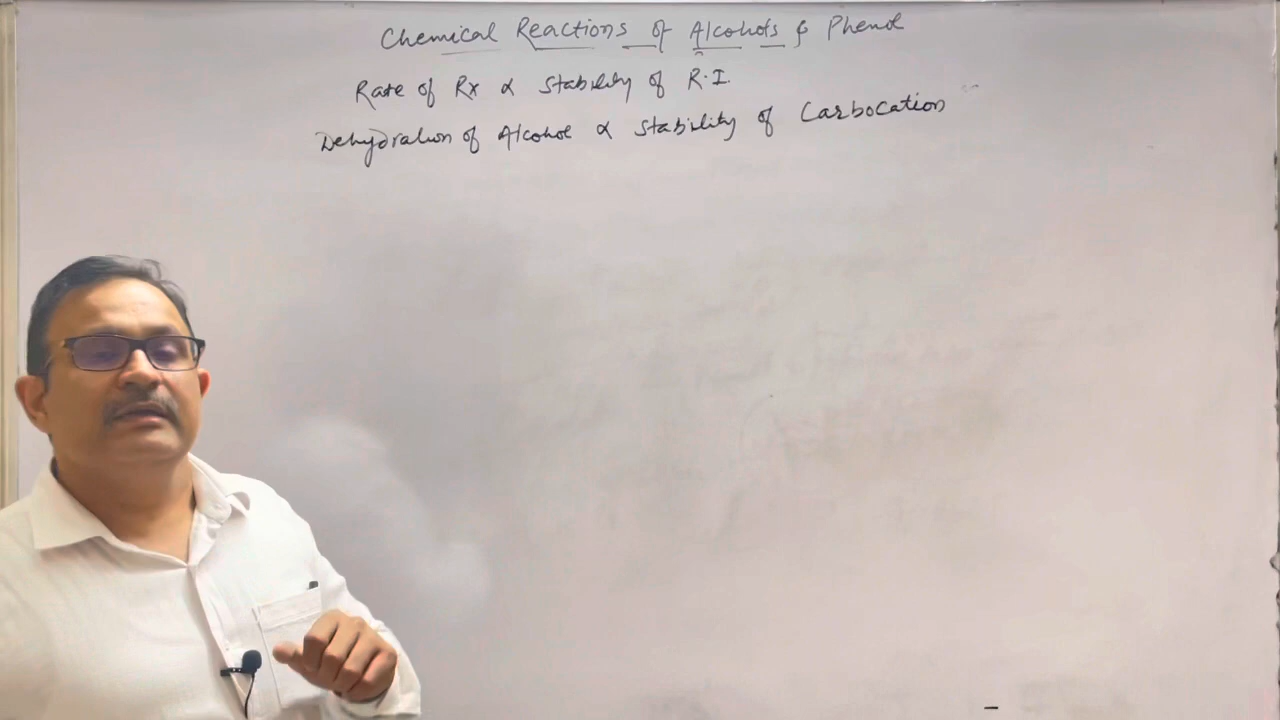 Chemical Reactions of Alcohols & Phenol
Rate of Rx ∝ Stability of R.I.
Dehydration of Alcohol ∝ Stability of Carbocation